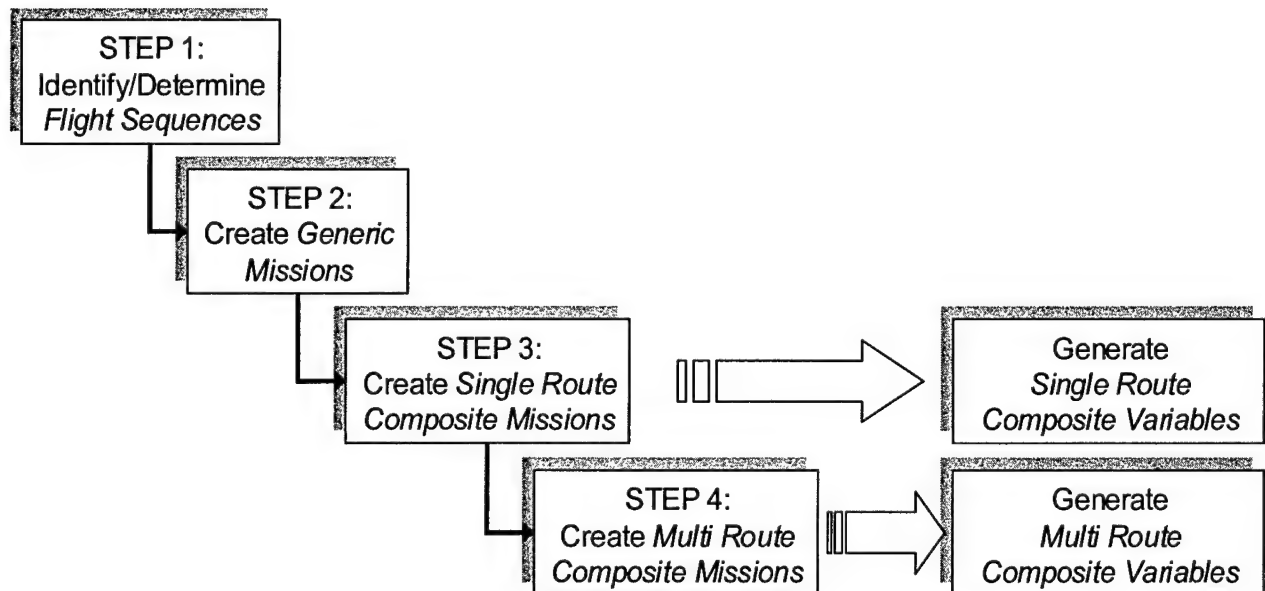 STEP 1:
Identify/Determine
Flight Sequences
STEP 2:
Create Generic
Missions
STEP 3:
Create Single Route
Composite Missions
Generate
Single Route
Composite Variables
STEP 4:
Create Multi Route
Composite Missions
Generate
Multi Route
Composite Variables